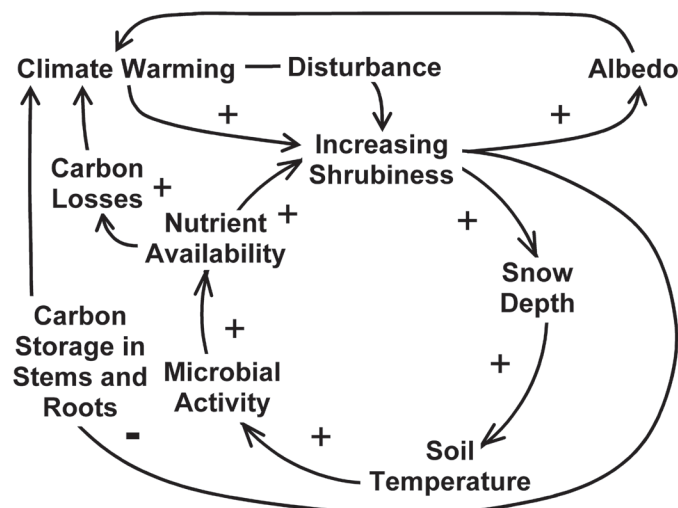 Climate Warming
Disturbance
Albedo
+
+
Increasing
Shrubiness
Carbon
Losses
+
Nutrient
Availability
+
+
Snow
Depth
+
+
Carbon
Storage in
Stems and
Roots
Microbial
Activity
-
+
Soil
Temperature